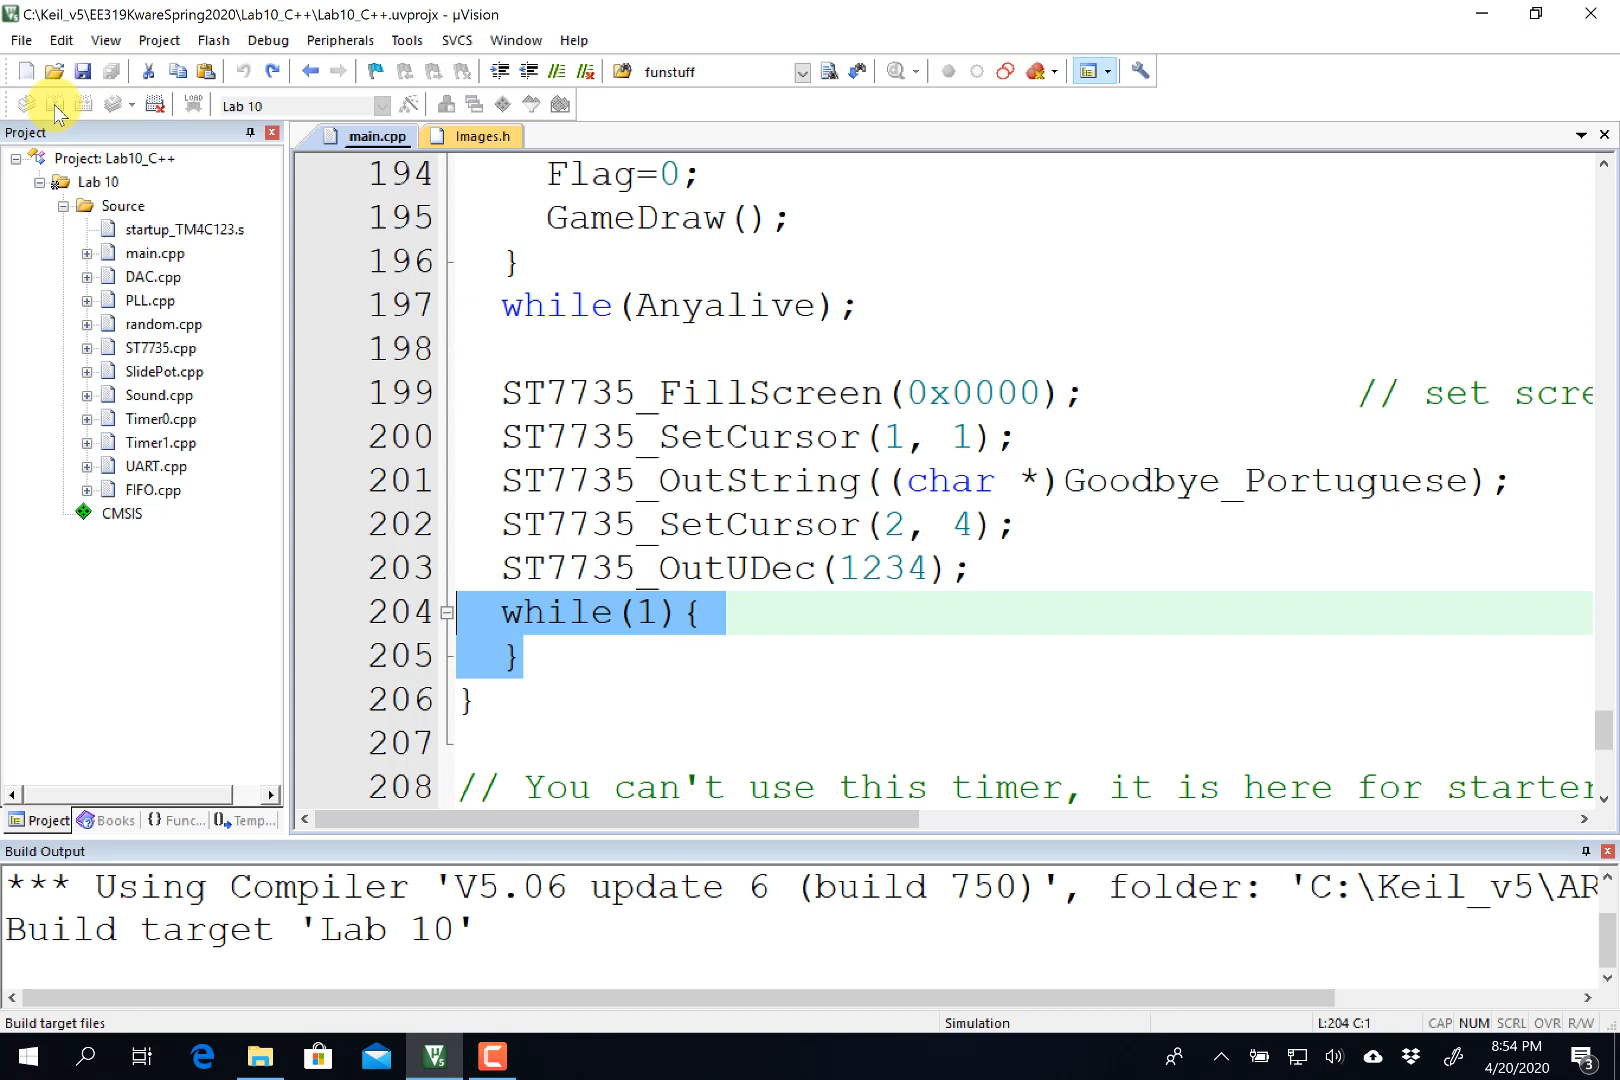 C:\Keil_v5\EE319KwareSpring2020\Lab10_C++\Lab10_C++.uvprojx - µVision
File Edit View Project Flash Debug Peripherals Tools SVCS Window Help
funstuff
LOAD Lab 10
Project
main.cpp Images.h
Project: Lab10_C++
Lab 10
Source
startup_TM4C123.s
main.cpp
DAC.cpp
PLL.cpp
random.cpp
ST7735.cpp
SlidePot.cpp
Sound.cpp
Timer0.cpp
Timer1.cpp
UART.cpp
FIFO.cpp
CMSIS
Project Books {} Func... Temp...
194 Flag=0;
195 GameDraw();
196 }
197 while(Anyalive);
198
199 ST7735_FillScreen(0x0000); // set scre
200 ST7735_SetCursor(1, 1);
201 ST7735_OutString((char *)Goodbye_Portuguese);
202 ST7735_SetCursor(2, 4);
203 ST7735_OutUDec(1234);
204 while(1){
205 }
206 }
207
208 // You can't use this timer, it is here for starter
Build Output
*** Using Compiler 'V5.06 update 6 (build 750)', folder: 'C:\Keil_v5\AR
Build target 'Lab 10'
Build target files Simulation L:204 C:1 CAP NUM SCRL OVR R/W
8:54 PM
4/20/2020
3